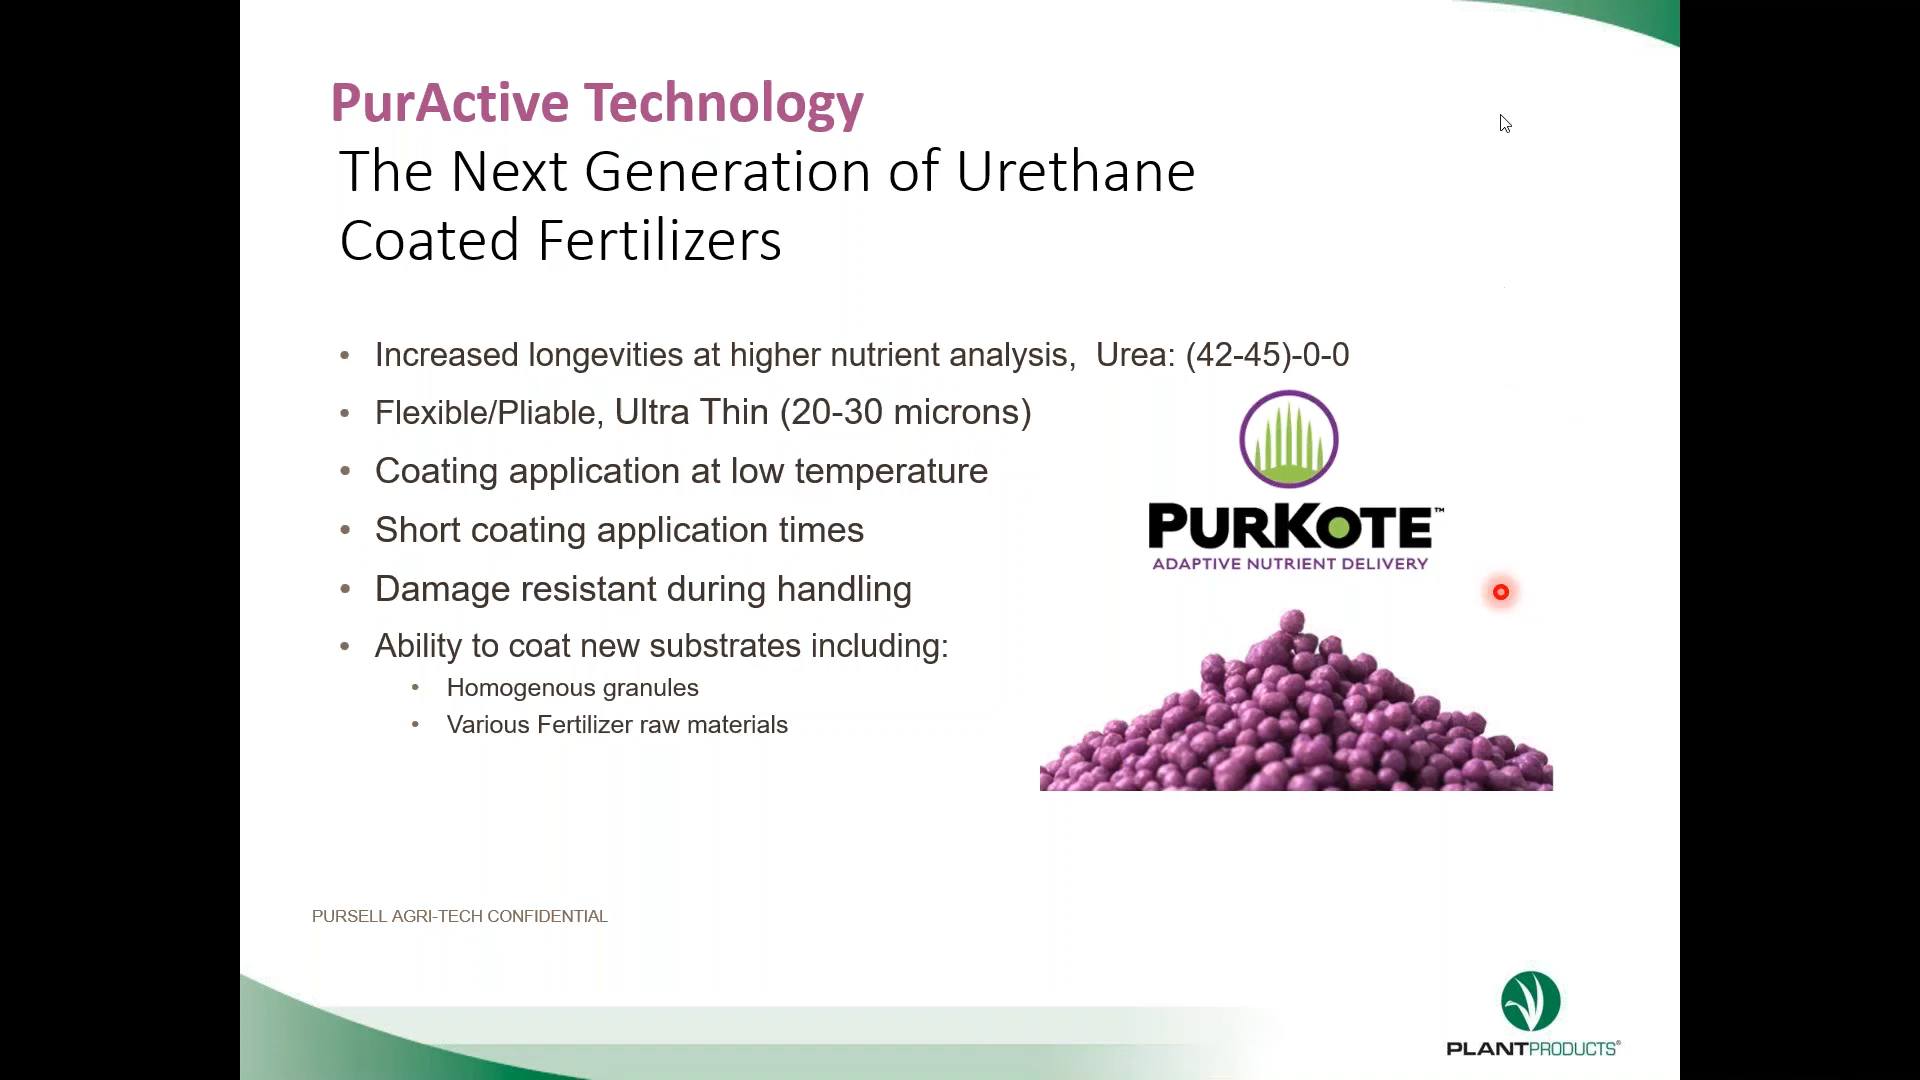 PurActive Technology
The Next Generation of Urethane
Coated Fertilizers
• Increased longevities at higher nutrient analysis, Urea: (42-45)-0-0
• Flexible/Pliable, Ultra Thin (20-30 microns)
• Coating application at low temperature
• Short coating application times
• Damage resistant during handling
• Ability to coat new substrates including:
• Homogenous granules
• Various Fertilizer raw materials
PURKOTE™
ADAPTIVE NUTRIENT DELIVERY
PURSELL AGRI-TECH CONFIDENTIAL
PLANTPRODUCTS®